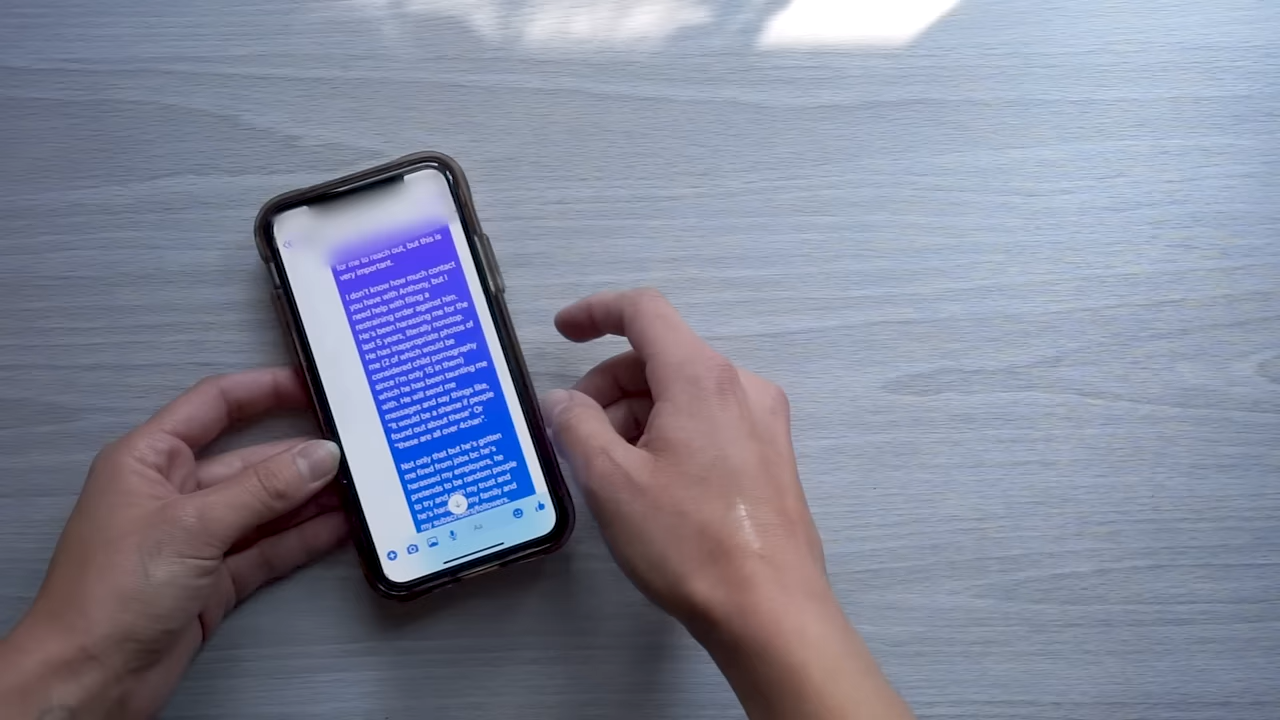 for me to reach out, but this is
very important.
I don't know how much contact
you have with Anthony, but I
need help with filing a
restraining order against him.
He's been harassing me for the
last 5 years, literally nonstop.
He has inappropriate photos of
me (2 of which would be
considered child pornography
since I'm only 15 in them)
which he has been taunting me
with. He will send me
messages and say things like,
"It would be a shame if people
found out about these" Or
"these are all over 4chan".
Not only that but he's gotten
me fired from jobs bc he's
harassed my employers, he
pretends to be random people
to try and gain my trust and
he's my family and
my subscribers/followers.
Aa